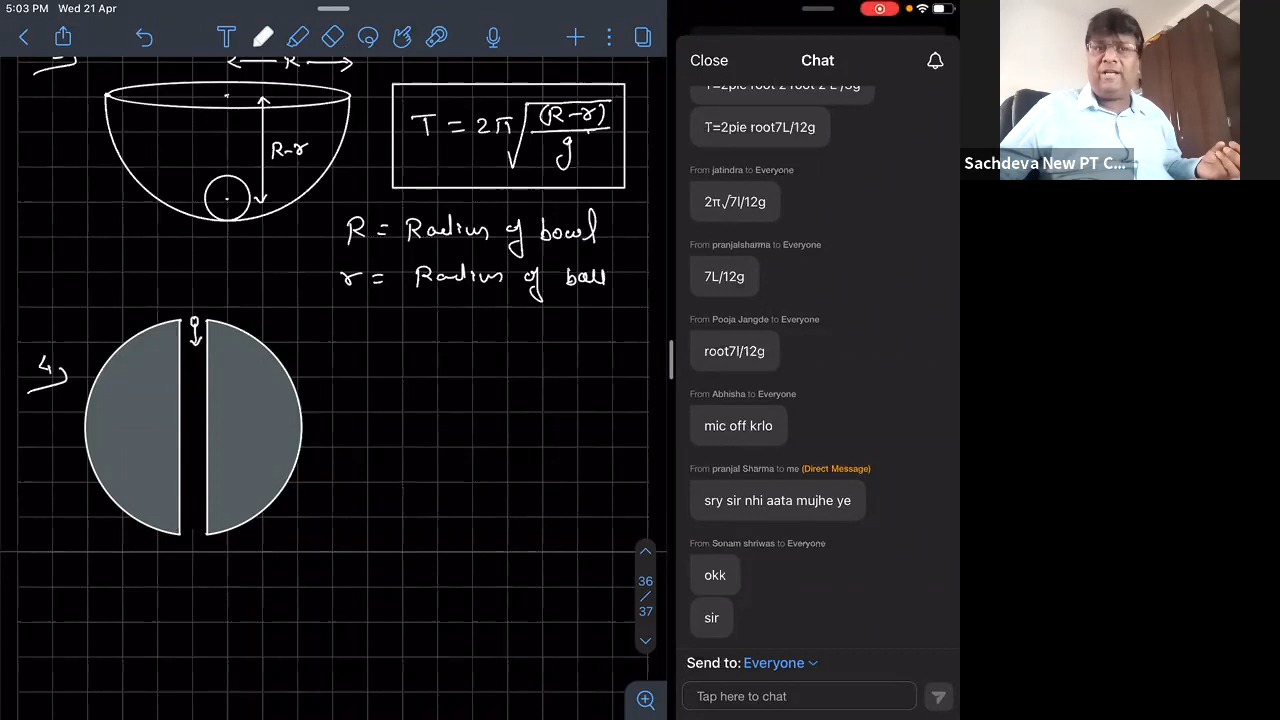 5:03 PM Wed 21 Apr
R
R-r
T = 2π√(R-r)/g
R = Radius of bowl
r = Radius of ball
4)
36
/
37
Close
Chat
T=2pie root7L/12g
From jatindra to Everyone
2π√7l/12g
From pranjalsharma to Everyone
7L/12g
From Pooja Jangde to Everyone
root7l/12g
From Abhisha to Everyone
mic off krlo
From pranjal Sharma to me (Direct Message)
sry sir nhi aata mujhe ye
From Sonam shriwas to Everyone
okk
sir
Send to: Everyone
Tap here to chat
Sachdeva New PT C...